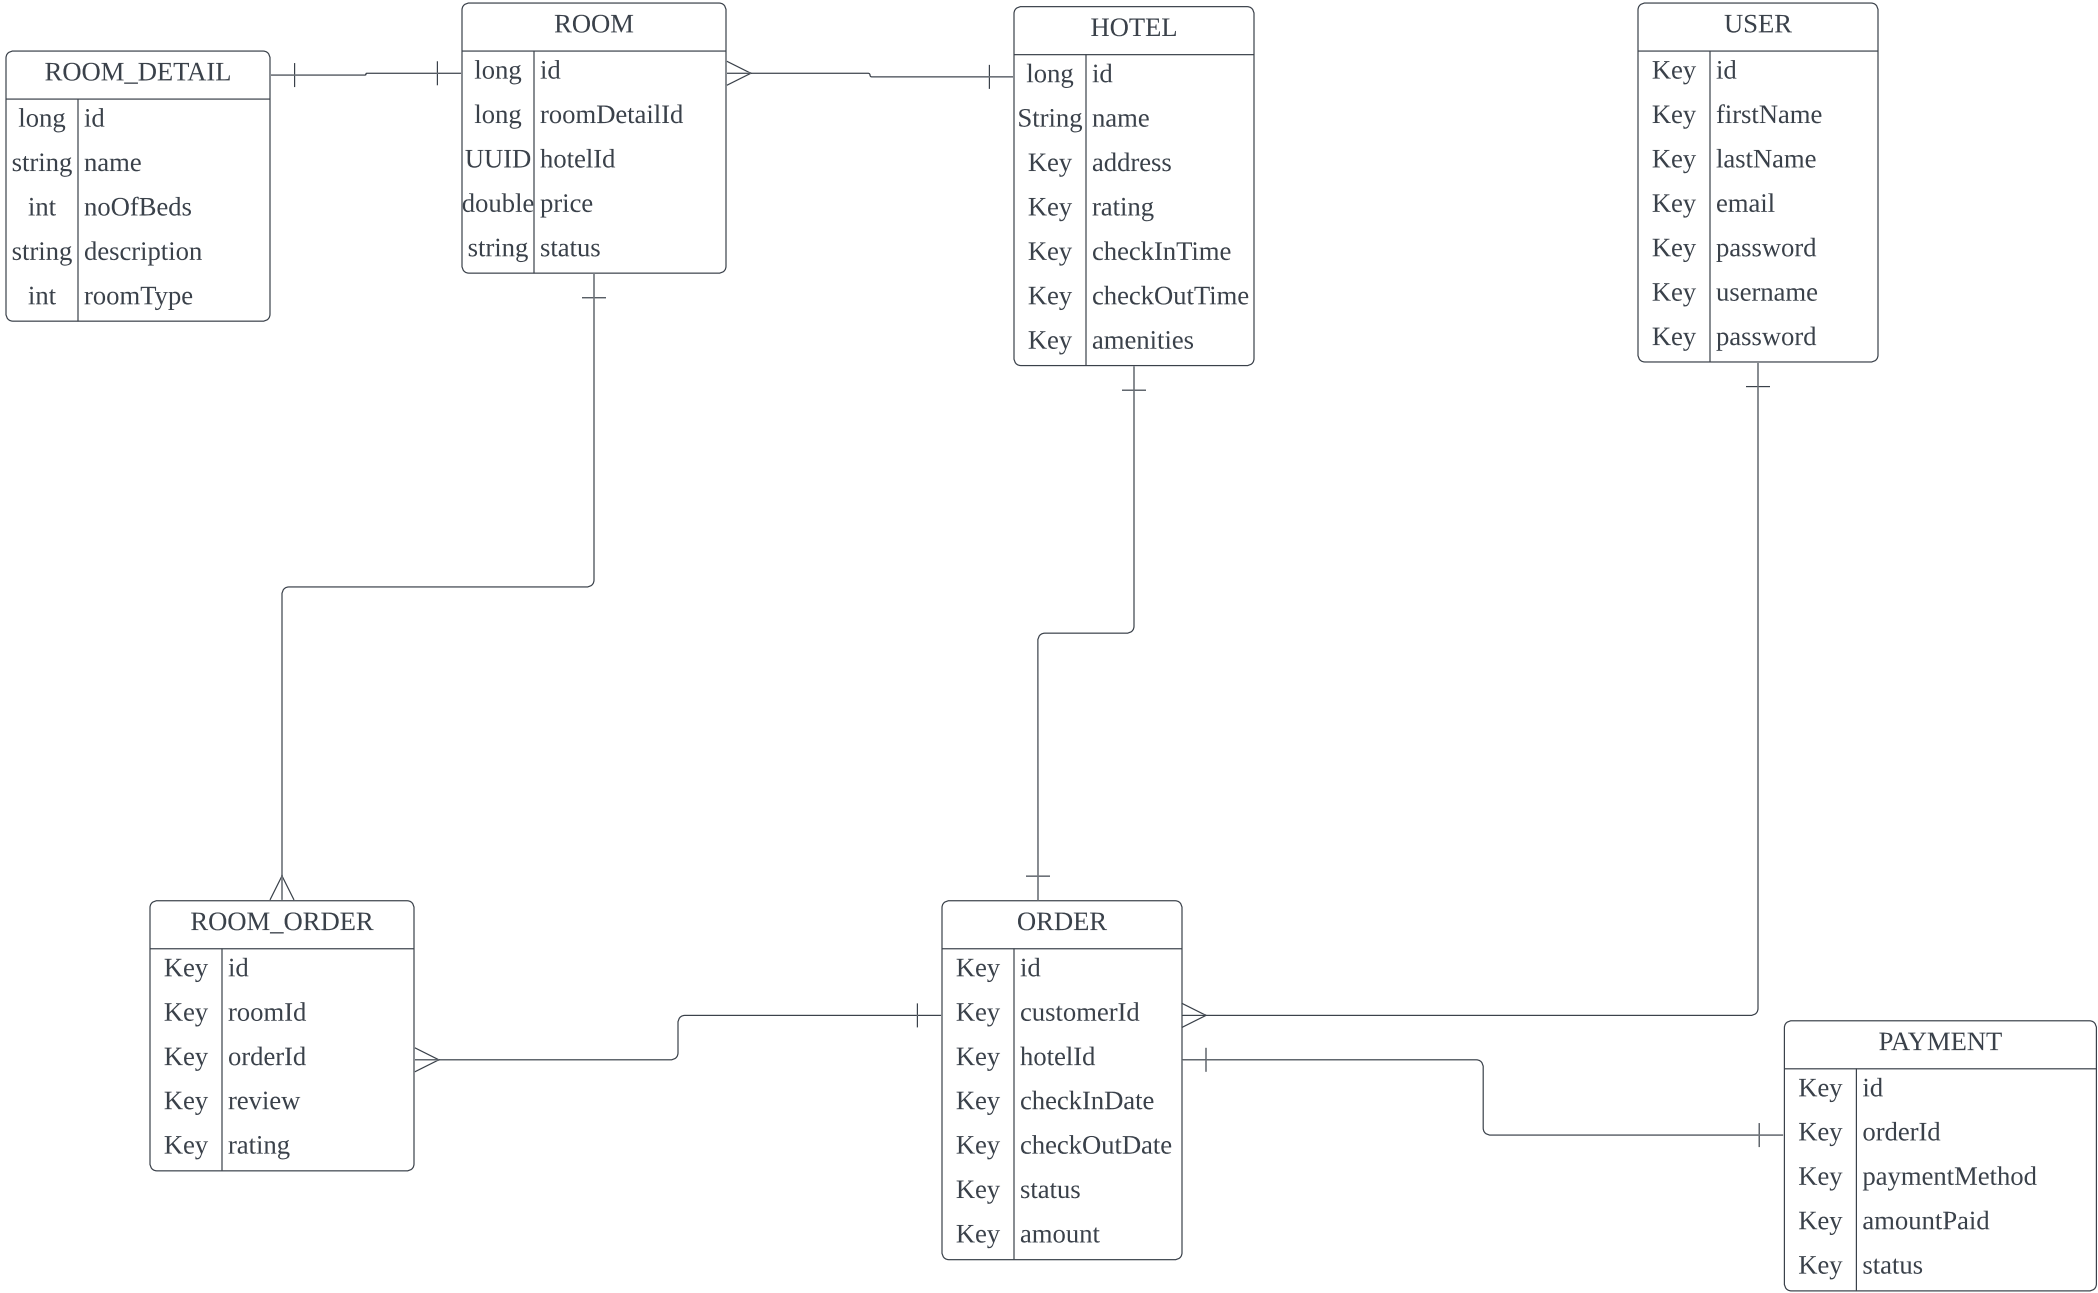 ROOM_DETAIL
long id
string name
int noOfBeds
string description
int roomType
ROOM
long id
long roomDetailId
UUID hotelId
double price
string status
HOTEL
long id
String name
Key address
Key rating
Key checkInTime
Key checkOutTime
Key amenities
USER
Key id
Key firstName
Key lastName
Key email
Key password
Key username
Key password
ROOM_ORDER
Key id
Key roomId
Key orderId
Key review
Key rating
ORDER
Key id
Key customerId
Key hotelId
Key checkInDate
Key checkOutDate
Key status
Key amount
PAYMENT
Key id
Key orderId
Key paymentMethod
Key amountPaid
Key status